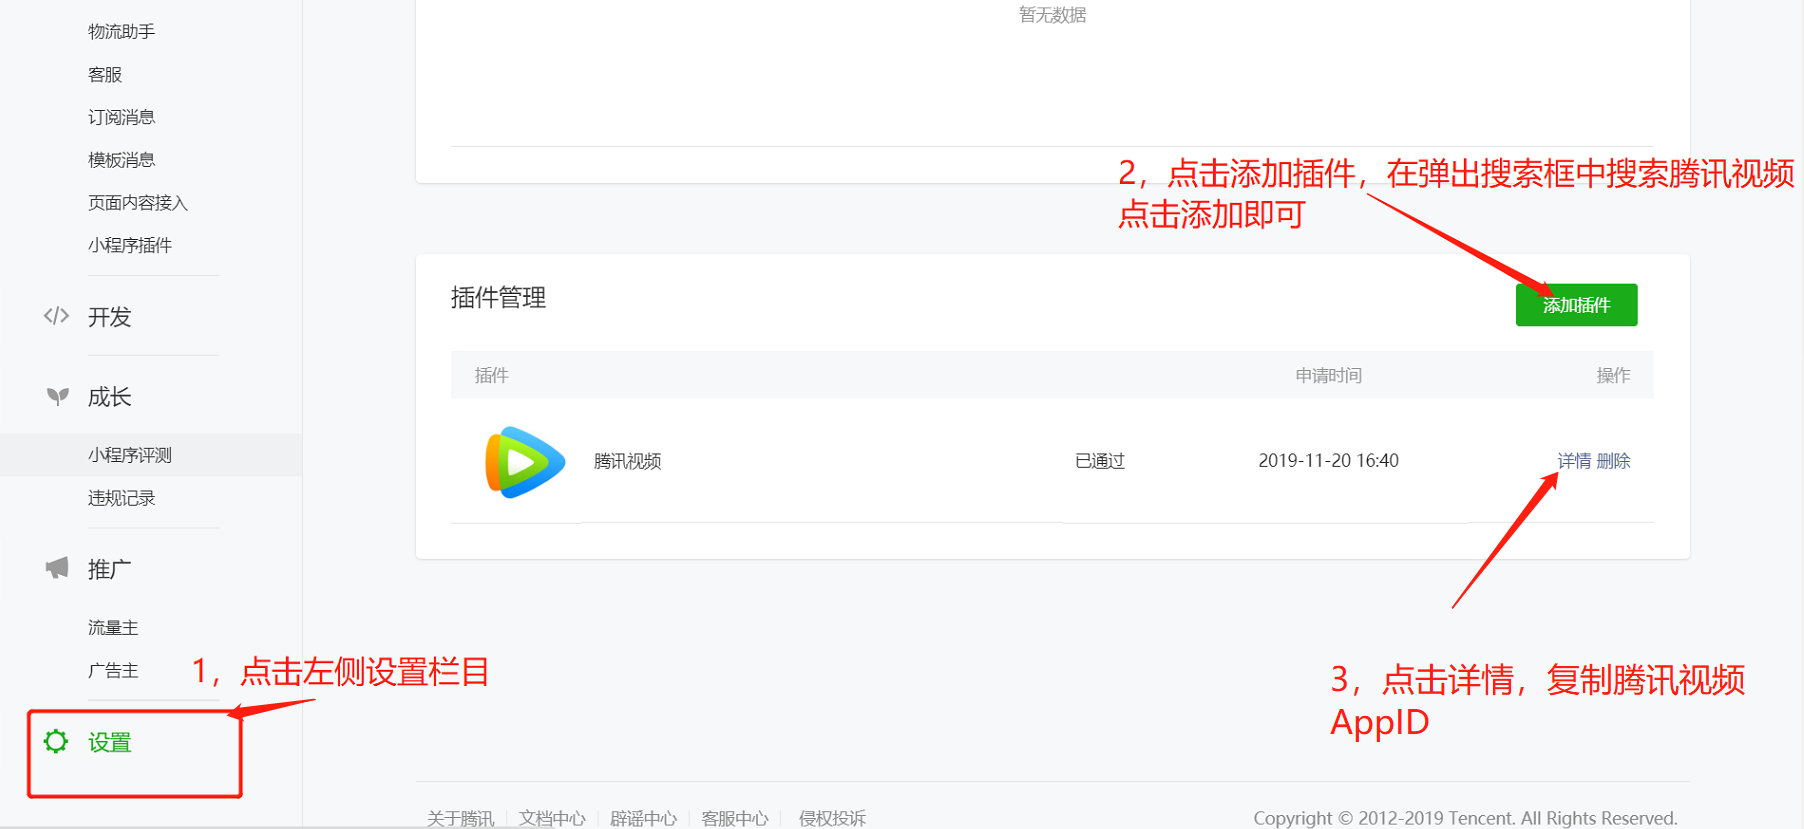 物流助手
客服
订阅消息
模板消息
页面内容接入
小程序插件
开发
成长
小程序评测
违规记录
推广
流量主
广告主
1，点击左侧设置栏目
设置
暂无数据
2，点击添加插件，在弹出搜索框中搜索腾讯视频
点击添加即可
插件管理
添加插件
插件 申请时间 操作
腾讯视频 已通过 2019-11-20 16:40 详情 删除
3，点击详情，复制腾讯视频
AppID
关于腾讯 文档中心 辟谣中心 客服中心 侵权投诉
Copyright © 2012-2019 Tencent. All Rights Reserved.